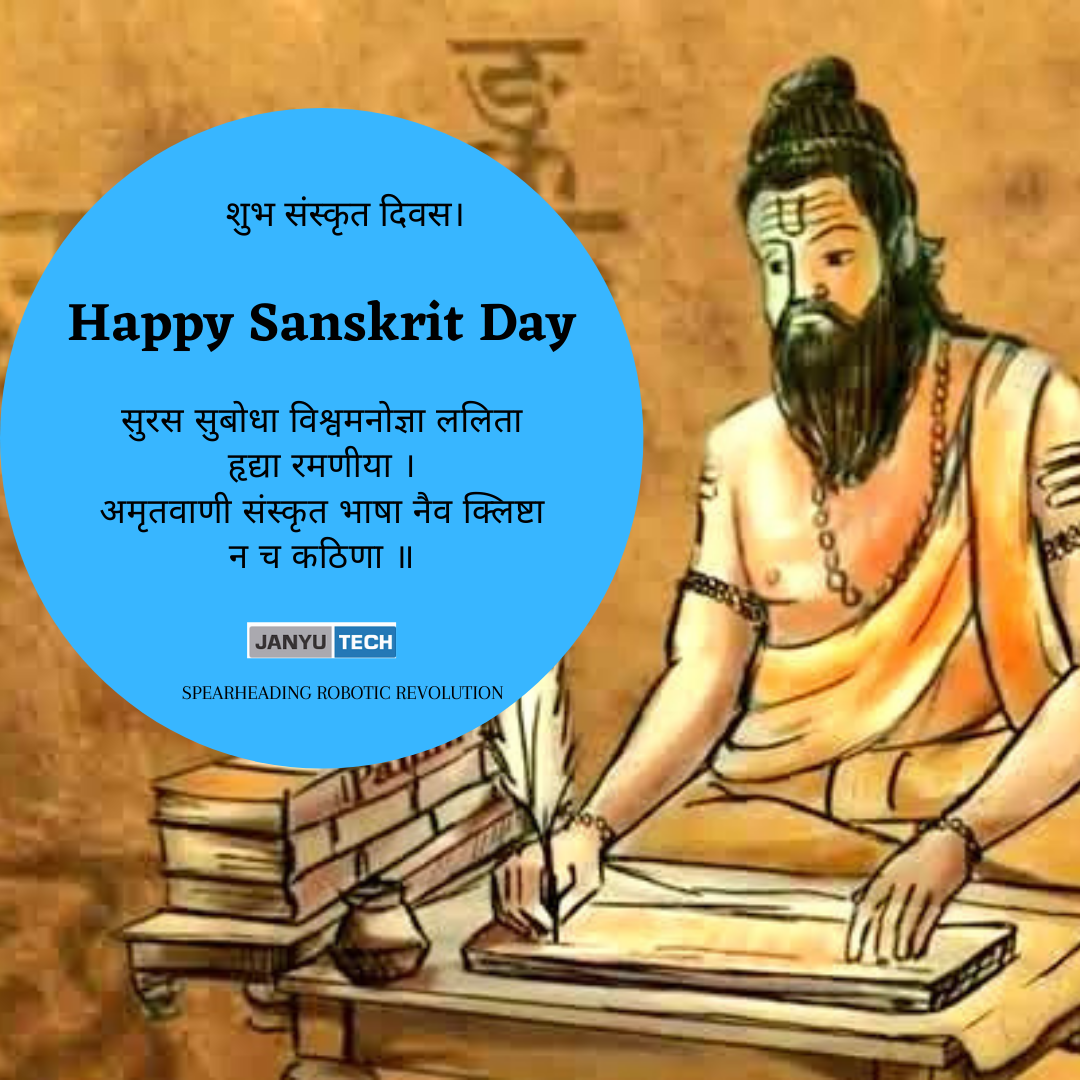 शुभ संस्कृत दिवस।
Happy Sanskrit Day
सुरस सुबोधा विश्वमनोज्ञा ललिता
हृद्या रमणीया ।
अमृतवाणी संस्कृत भाषा नैव क्लिष्टा
न च कठिणा ॥
JANYU TECH
SPEARHEADING ROBOTIC REVOLUTION